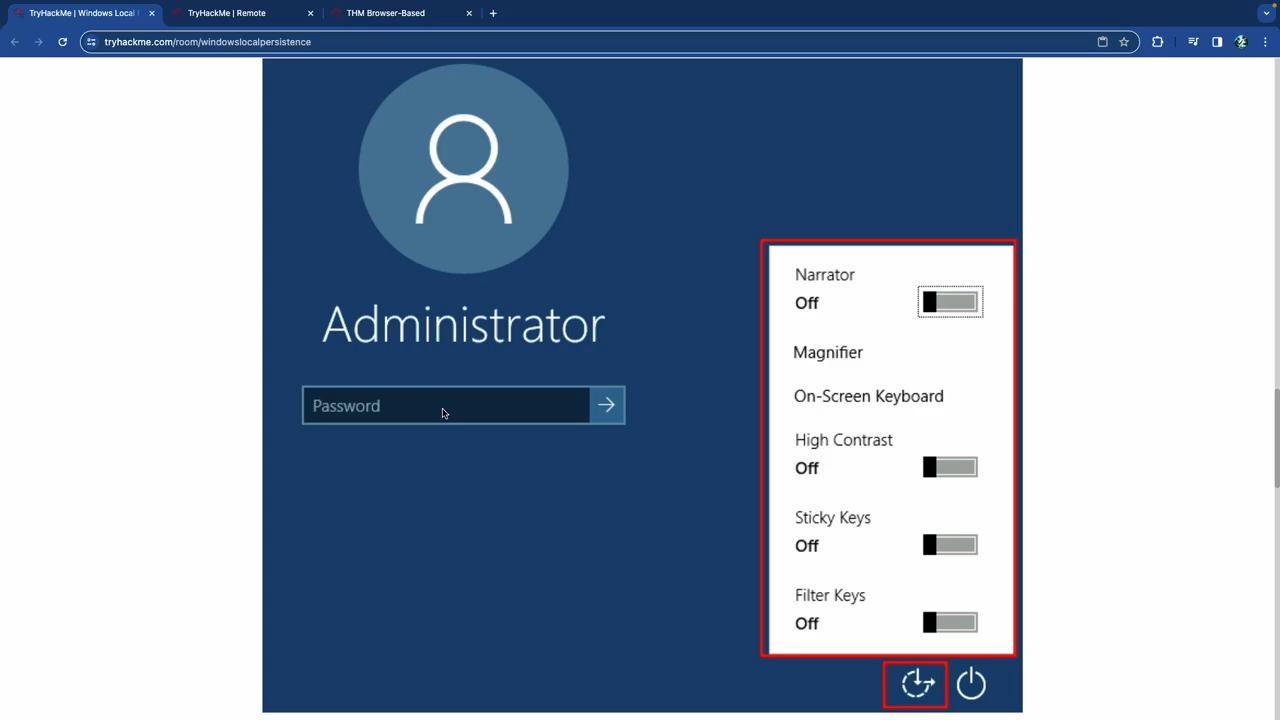 TryHackMe | Windows Local
TryHackMe | Remote
THM Browser-Based
tryhackme.com/room/windowslocalpersistence
Administrator
Password
Narrator
Off
Magnifier
On-Screen Keyboard
High Contrast
Off
Sticky Keys
Off
Filter Keys
Off